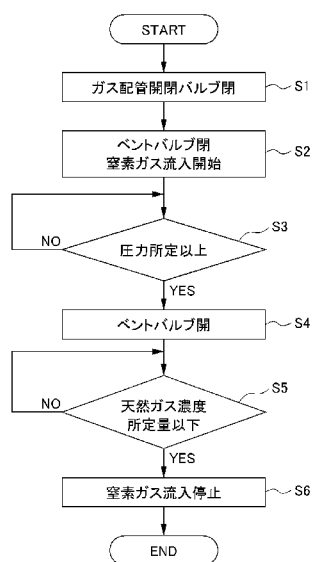 START
ガス配管開閉バルブ閉
S1
ベントバルブ閉
窒素ガス流入開始
S2
圧力所定以上
S3
NO
YES
ベントバルブ開
S4
天然ガス濃度
所定量以下
S5
NO
YES
窒素ガス流入停止
S6
END